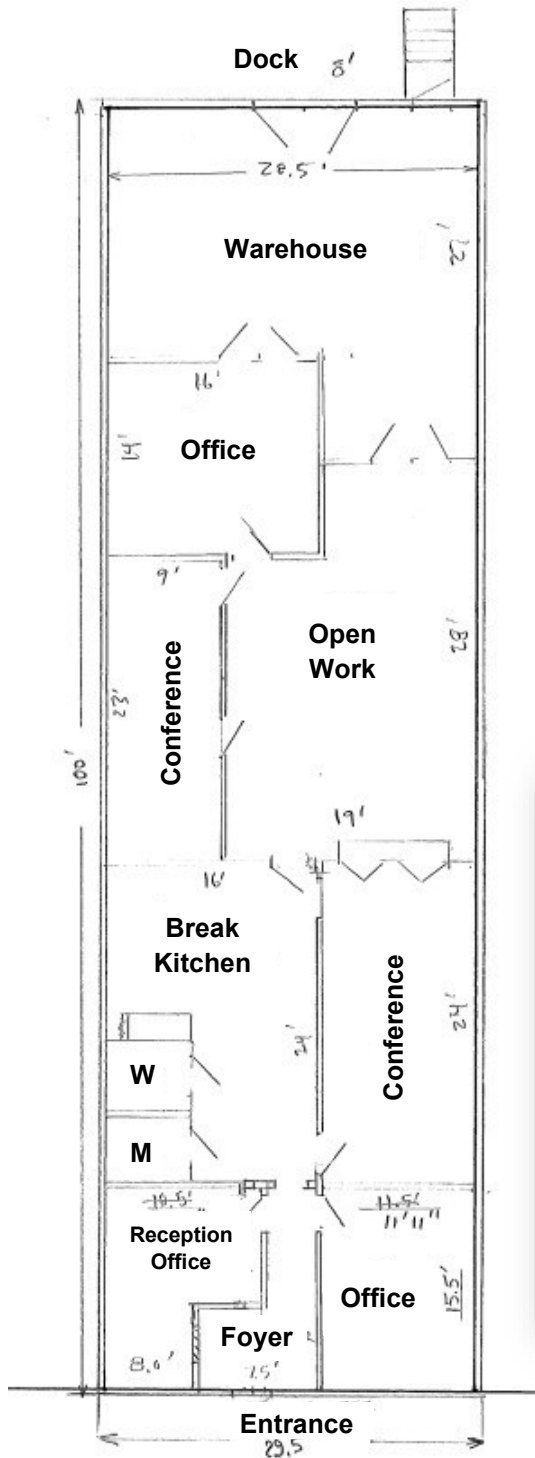 Dock
8'
28.5'
Warehouse
16'
14'
Office
9'
Open
Work
28'
Conference
23'
100'
19'
16'
Break
Kitchen
Conference
24'
24'
W
M
10.5'
11.5'
11'11"
Reception
Office
Office
15.5'
Foyer
8.0'
7.5'
Entrance
29.5